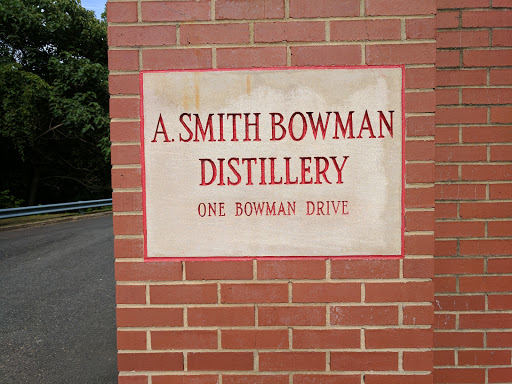 A. SMITH BOWMAN
DISTILLERY
ONE BOWMAN DRIVE